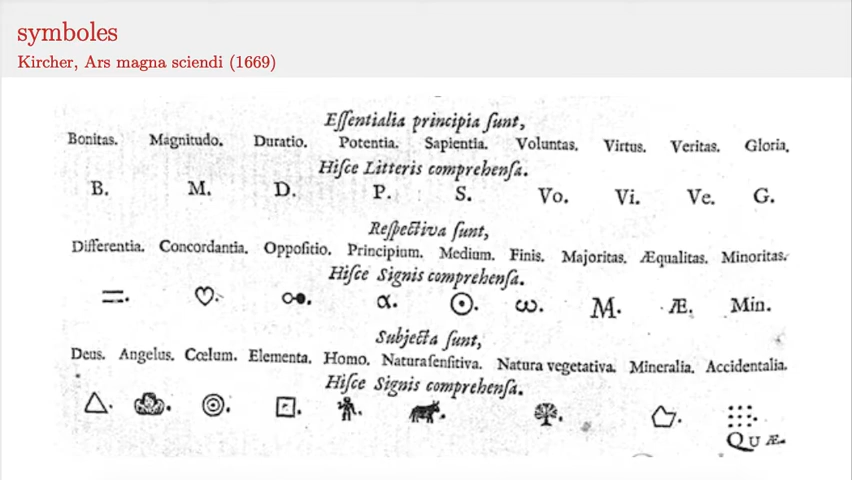 symboles
Kircher, Ars magna sciendi (1669)
Eſſentialia principia ſunt,
Bonitas. Magnitudo. Duratio. Potentia. Sapientia. Voluntas. Virtus. Veritas. Gloria.
Hiſce Litteris comprehenſa.
B. M. D. P. S. Vo. Vi. Ve. G.
Reſpectiva ſunt,
Differentia. Concordantia. Oppoſitio. Principium. Medium. Finis. Majoritas. Æqualitas. Minoritas.
Hiſce Signis comprehenſa.
α. ω. M. Æ. Min.
Subjecta ſunt,
Deus. Angelus. Cœlum. Elementa. Homo. Natura ſenſitiva. Natura vegetativa. Mineralia. Accidentalia.
Hiſce Signis comprehenſa.
QUÆ-